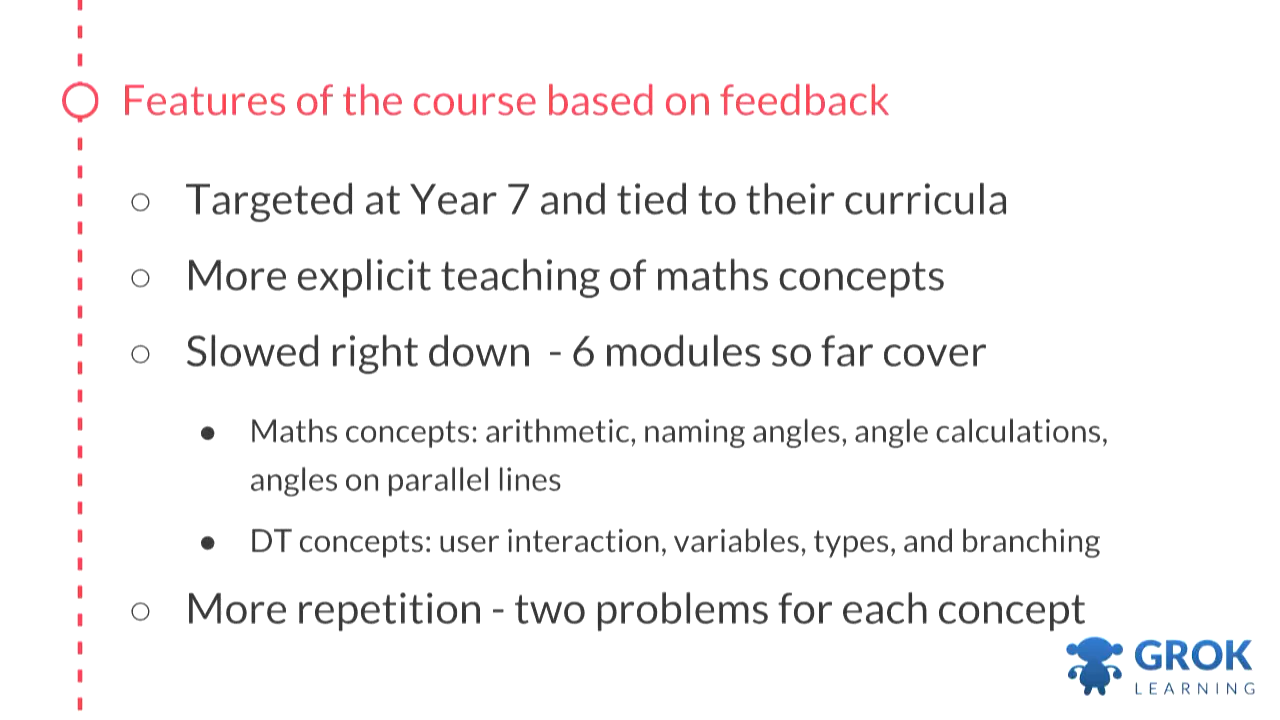 Features of the course based on feedback
Targeted at Year 7 and tied to their curricula
More explicit teaching of maths concepts
Slowed right down - 6 modules so far cover
Maths concepts: arithmetic, naming angles, angle calculations,
angles on parallel lines
DT concepts: user interaction, variables, types, and branching
More repetition - two problems for each concept
GROK
LEARNING